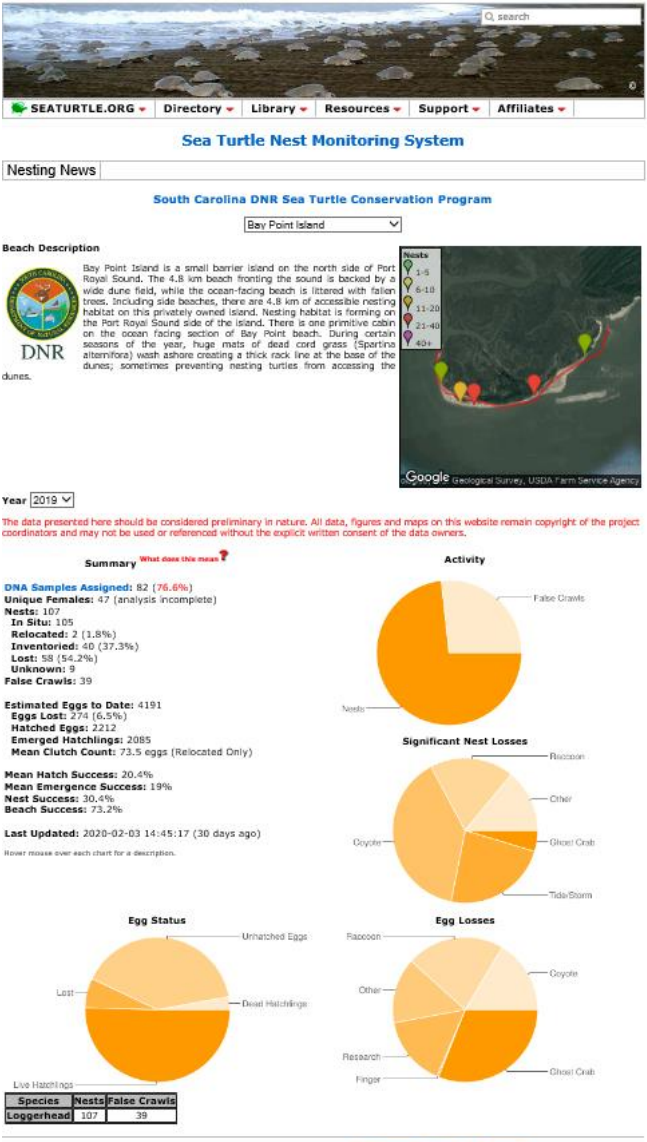 search
©
SEATURTLE.ORG Directory Library Resources Support Affiliates
Sea Turtle Nest Monitoring System
Nesting News
South Carolina DNR Sea Turtle Conservation Program
Bay Point Island
Beach Description
DNR
Bay Point Island is a small barrier island on the north side of Port
Royal Sound. The 4.8 km beach fronting the sound is backed by a
wide dune field, while the ocean-facing beach is littered with fallen
trees. Including side beaches, there are 4.8 km of accessible nesting
habitat on this privately owned island. Nesting habitat is forming on
the Port Royal Sound side of the island. There is one primitive cabin
on the ocean facing section of Bay Point beach. During certain
seasons of the year, huge mats of dead cord grass (Spartina
alternifora) wash ashore creating a thick rack line at the base of the
dunes; sometimes preventing nesting turtles from accessing the
dunes.
Nests
1-5
6-10
11-20
21-40
40+
Google Geological Survey, USDA Farm Service Agency
Year 2019
The data presented here should be considered preliminary in nature. All data, figures and maps on this website remain copyright of the project
coordinators and may not be used or referenced without the explicit written consent of the data owners.
Summary What does this mean?
DNA Samples Assigned: 82 (76.6%)
Unique Females: 47 (analysis incomplete)
Nests: 107
In Situ: 105
Relocated: 2 (1.8%)
Inventoried: 40 (37.3%)
Lost: 58 (54.2%)
Unknown: 9
False Crawls: 39
Estimated Eggs to Date: 4191
Eggs Lost: 274 (6.5%)
Hatched Eggs: 2212
Emerged Hatchlings: 2085
Mean Clutch Count: 73.5 eggs (Relocated Only)
Mean Hatch Success: 20.4%
Mean Emergence Success: 19%
Nest Success: 30.4%
Beach Success: 73.2%
Last Updated: 2020-02-03 14:45:17 (30 days ago)
Hover mouse over each chart for a description.
Activity
False Crawls
Nests
Significant Nest Losses
Raccoon
Other
Coyote
Ghost Crab
Tide/Storm
Egg Status
Unhatched Eggs
Lost
Dead Hatchlings
Live Hatchings
Egg Losses
Raccoon
Coyote
Other
Research
Finger
Ghost Crab
Species Nests False Crawls
Loggerhead 107 39